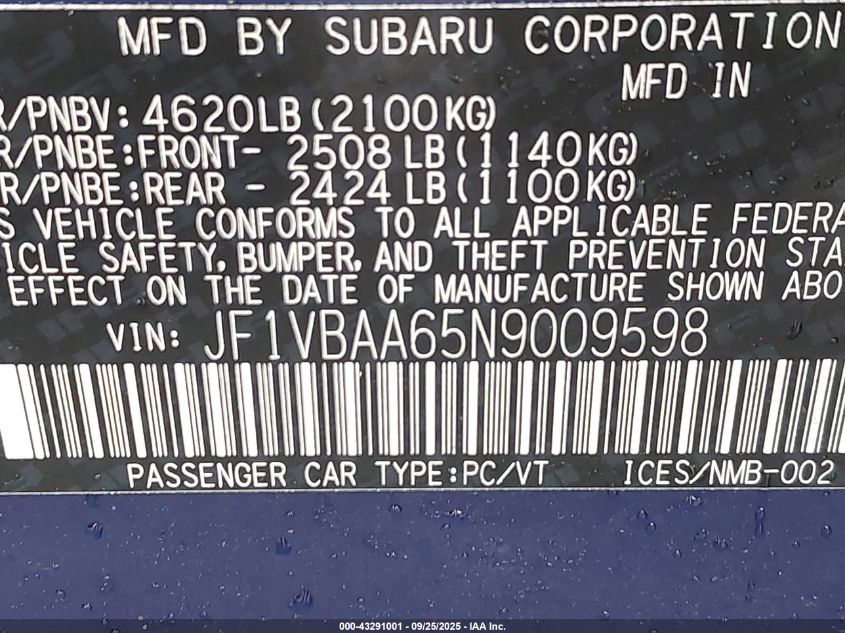 MFD BY SUBARU CORPORATION
MFD IN
R/PNBV: 4620LB (2100KG)
R/PNBE:FRONT- 2508 LB (1140KG)
R/PNBE:REAR - 2424 LB (1100KG)
S VEHICLE CONFORMS TO ALL APPLICABLE FEDERA
ICLE SAFETY, BUMPER, AND THEFT PREVENTION STA
EFFECT ON THE DATE OF MANUFACTURE SHOWN ABO
VIN: JF1VBAA65N9009598
PASSENGER CAR TYPE:PC/VT ICES/NMB-002
000-43291001 - 09/25/2025 - IAA Inc.